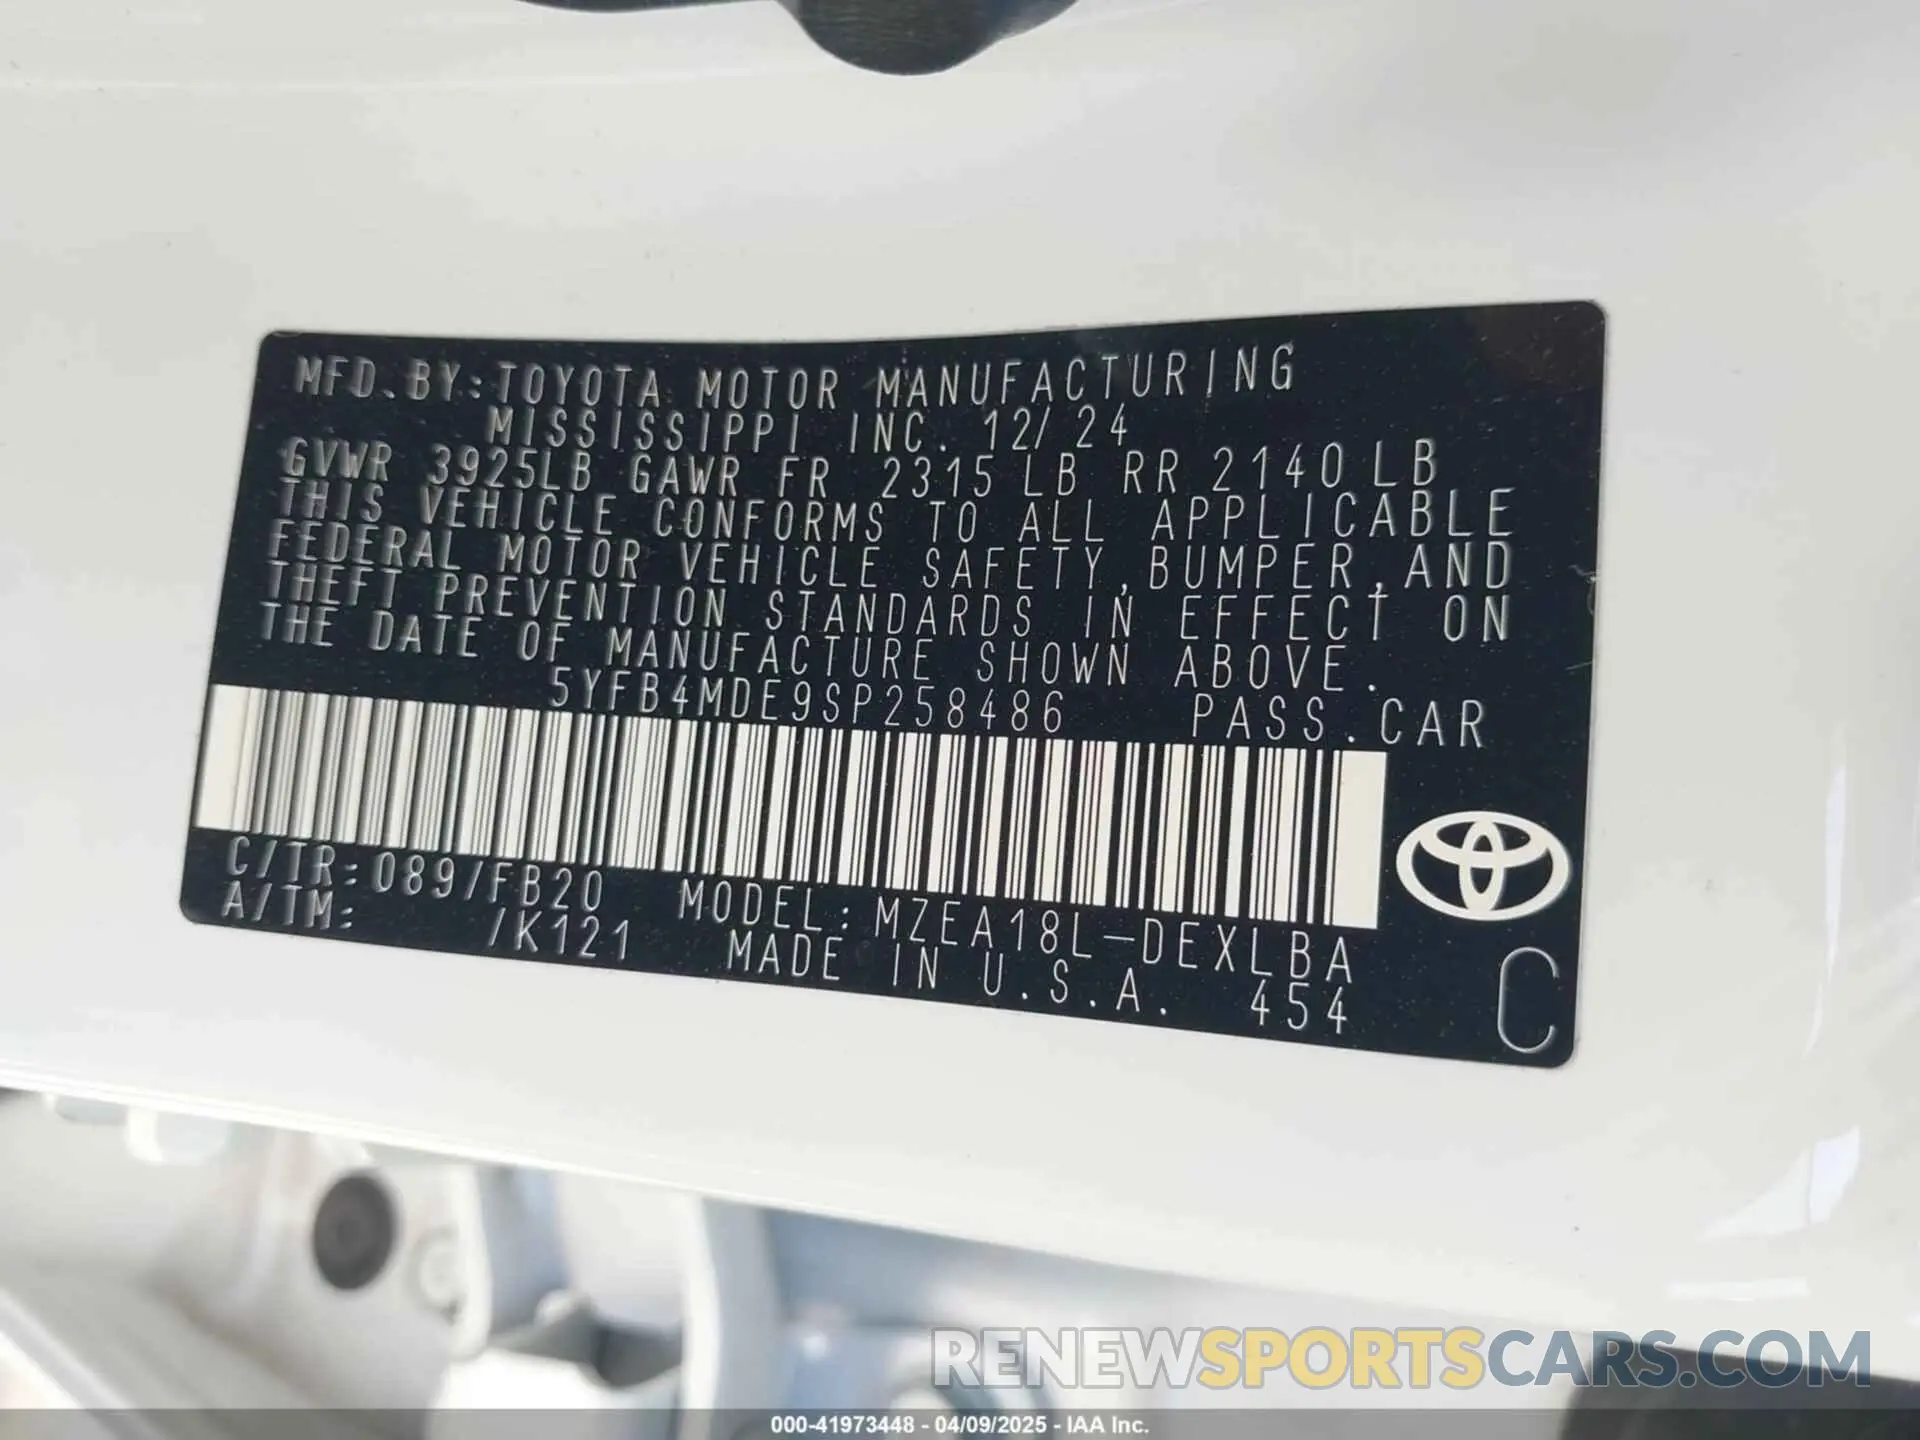 MFD.BY:TOYOTA MOTOR MANUFACTURING
MISSISSIPPI INC. 12/24
GVWR 3925LB GAWR FR 2315LB RR 2140LB
THIS VEHICLE CONFORMS TO ALL APPLICABLE
FEDERAL MOTOR VEHICLE SAFETY,BUMPER,AND
THEFT PREVENTION STANDARDS IN EFFECT ON
THE DATE OF MANUFACTURE SHOWN ABOVE.
5YFB4MDE9SP258486 PASS.CAR
C/TR:089/FB20 MODEL:MZEA18L-DEXLBA
A/TM: /K121 MADE IN U.S.A. 454
C
RENEWSPORTSCARS.COM
000-41973448 - 04/09/2025 - IAA Inc.